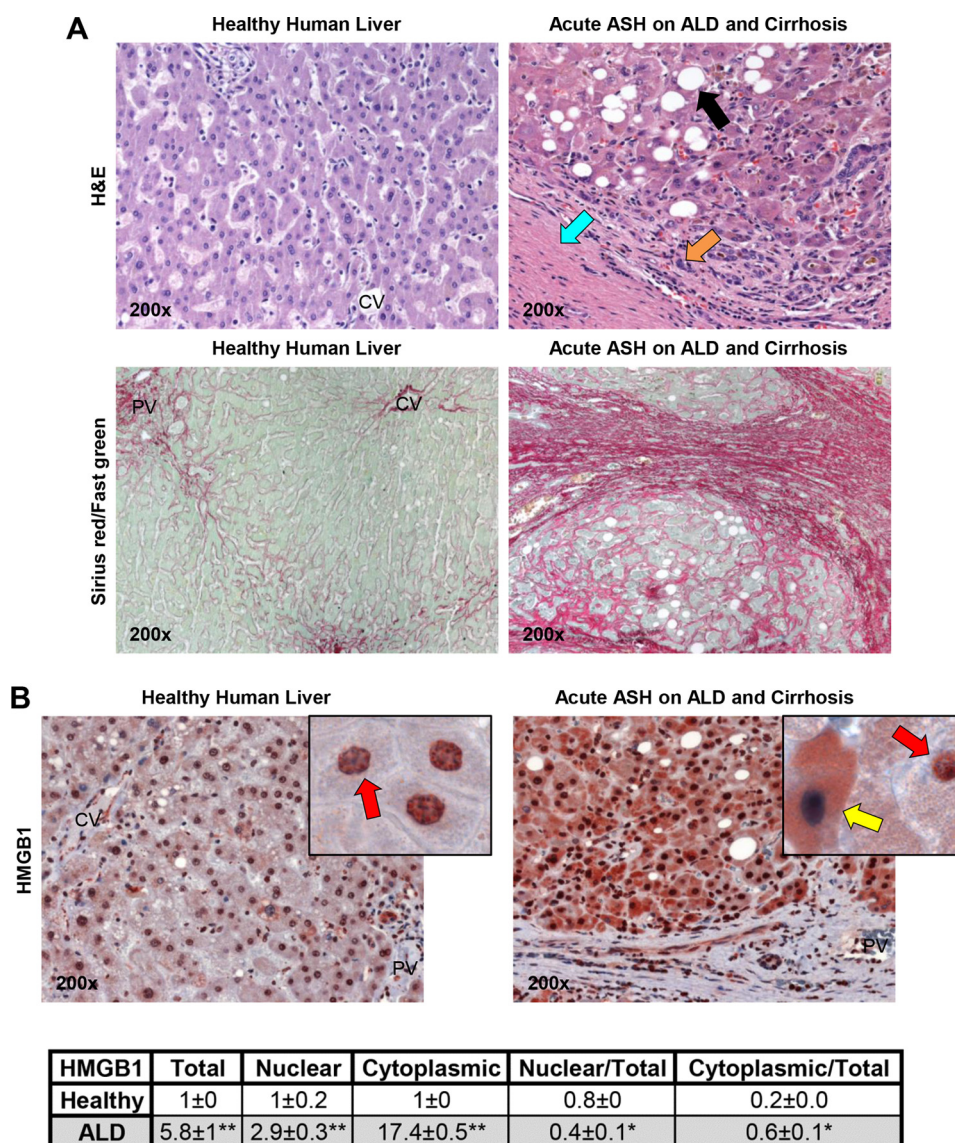 A
Healthy Human Liver
Acute ASH on ALD and Cirrhosis
H&E
CV
200x
200x
Healthy Human Liver
Acute ASH on ALD and Cirrhosis
Sirius red/Fast green
PV
CV
200x
200x
B
Healthy Human Liver
Acute ASH on ALD and Cirrhosis
HMGB1
CV
PV
200x
PV
200x
HMGB1 Total Nuclear Cytoplasmic Nuclear/Total Cytoplasmic/Total
Healthy 1±0 1±0.2 1±0 0.8±0 0.2±0.0
ALD 5.8±1** 2.9±0.3** 17.4±0.5** 0.4±0.1* 0.6±0.1*